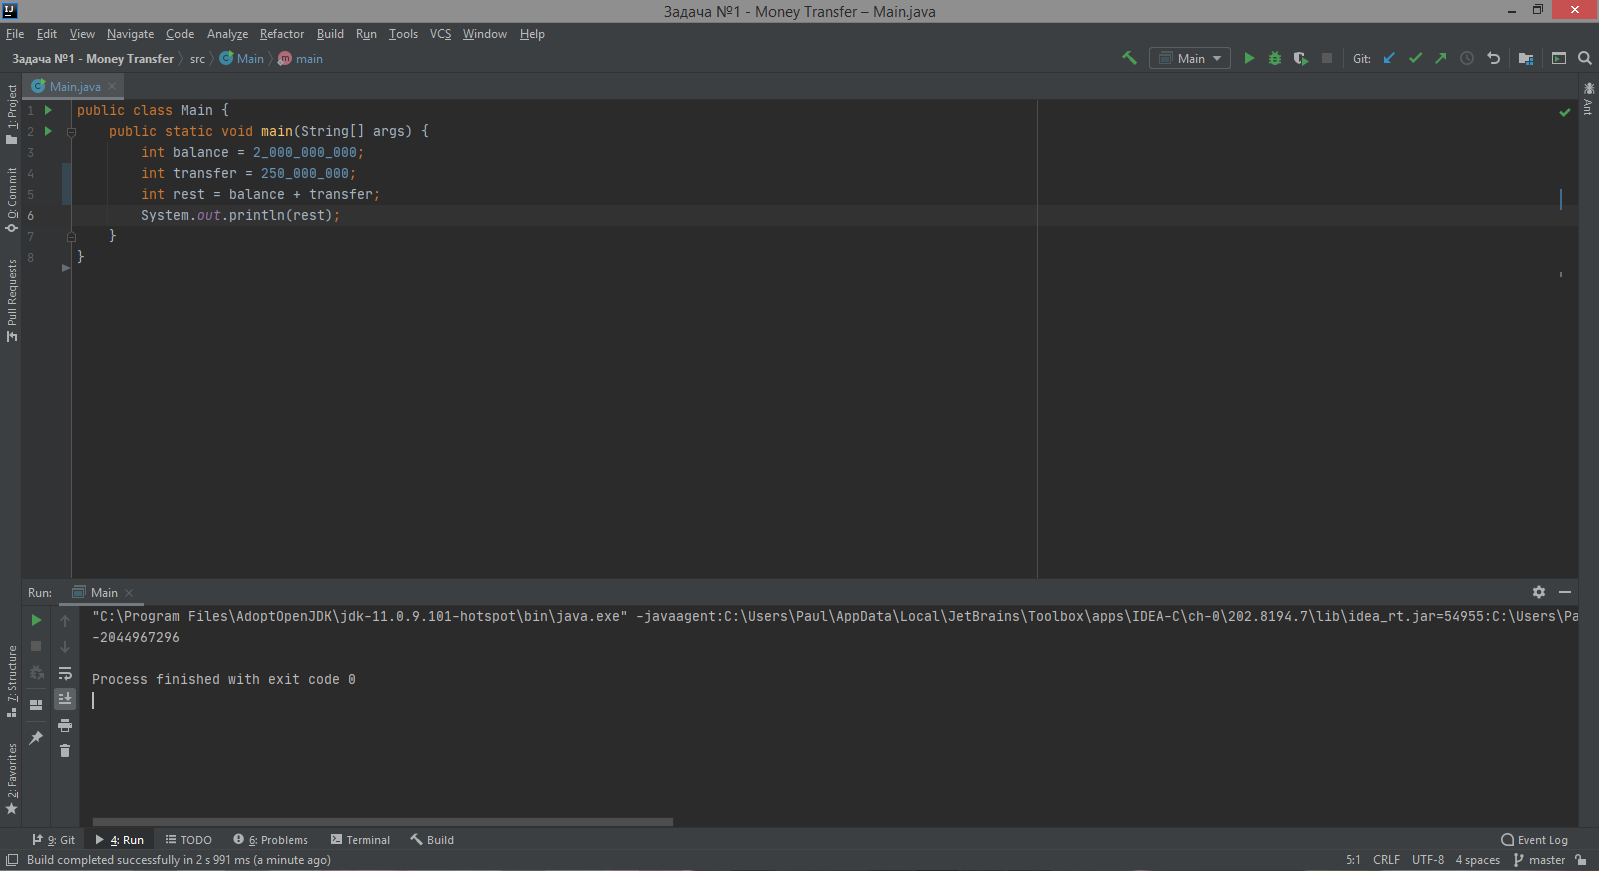 Задача №1 - Money Transfer – Main.java
File Edit View Navigate Code Analyze Refactor Build Run Tools VCS Window Help
Задача №1 - Money Transfer src Main main
Main Git:
Main.java
1 public class Main {
2 public static void main(String[] args) {
3 int balance = 2_000_000_000;
4 int transfer = 250_000_000;
5 int rest = balance + transfer;
6 System.out.println(rest);
7 }
8 }
1: Project
0: Commit
Pull Requests
7: Structure
2: Favorites
Ant
Run: Main
"C:\Program Files\AdoptOpenJDK\jdk-11.0.9.101-hotspot\bin\java.exe" -javaagent:C:\Users\Paul\AppData\Local\JetBrains\Toolbox\apps\IDEA-C\ch-0\202.8194.7\lib\idea_rt.jar=54955:C:\Users\Pa
-2044967296
Process finished with exit code 0
9: Git 4: Run TODO 6: Problems Terminal Build Event Log
Build completed successfully in 2 s 991 ms (a minute ago) 5:1 CRLF UTF-8 4 spaces master